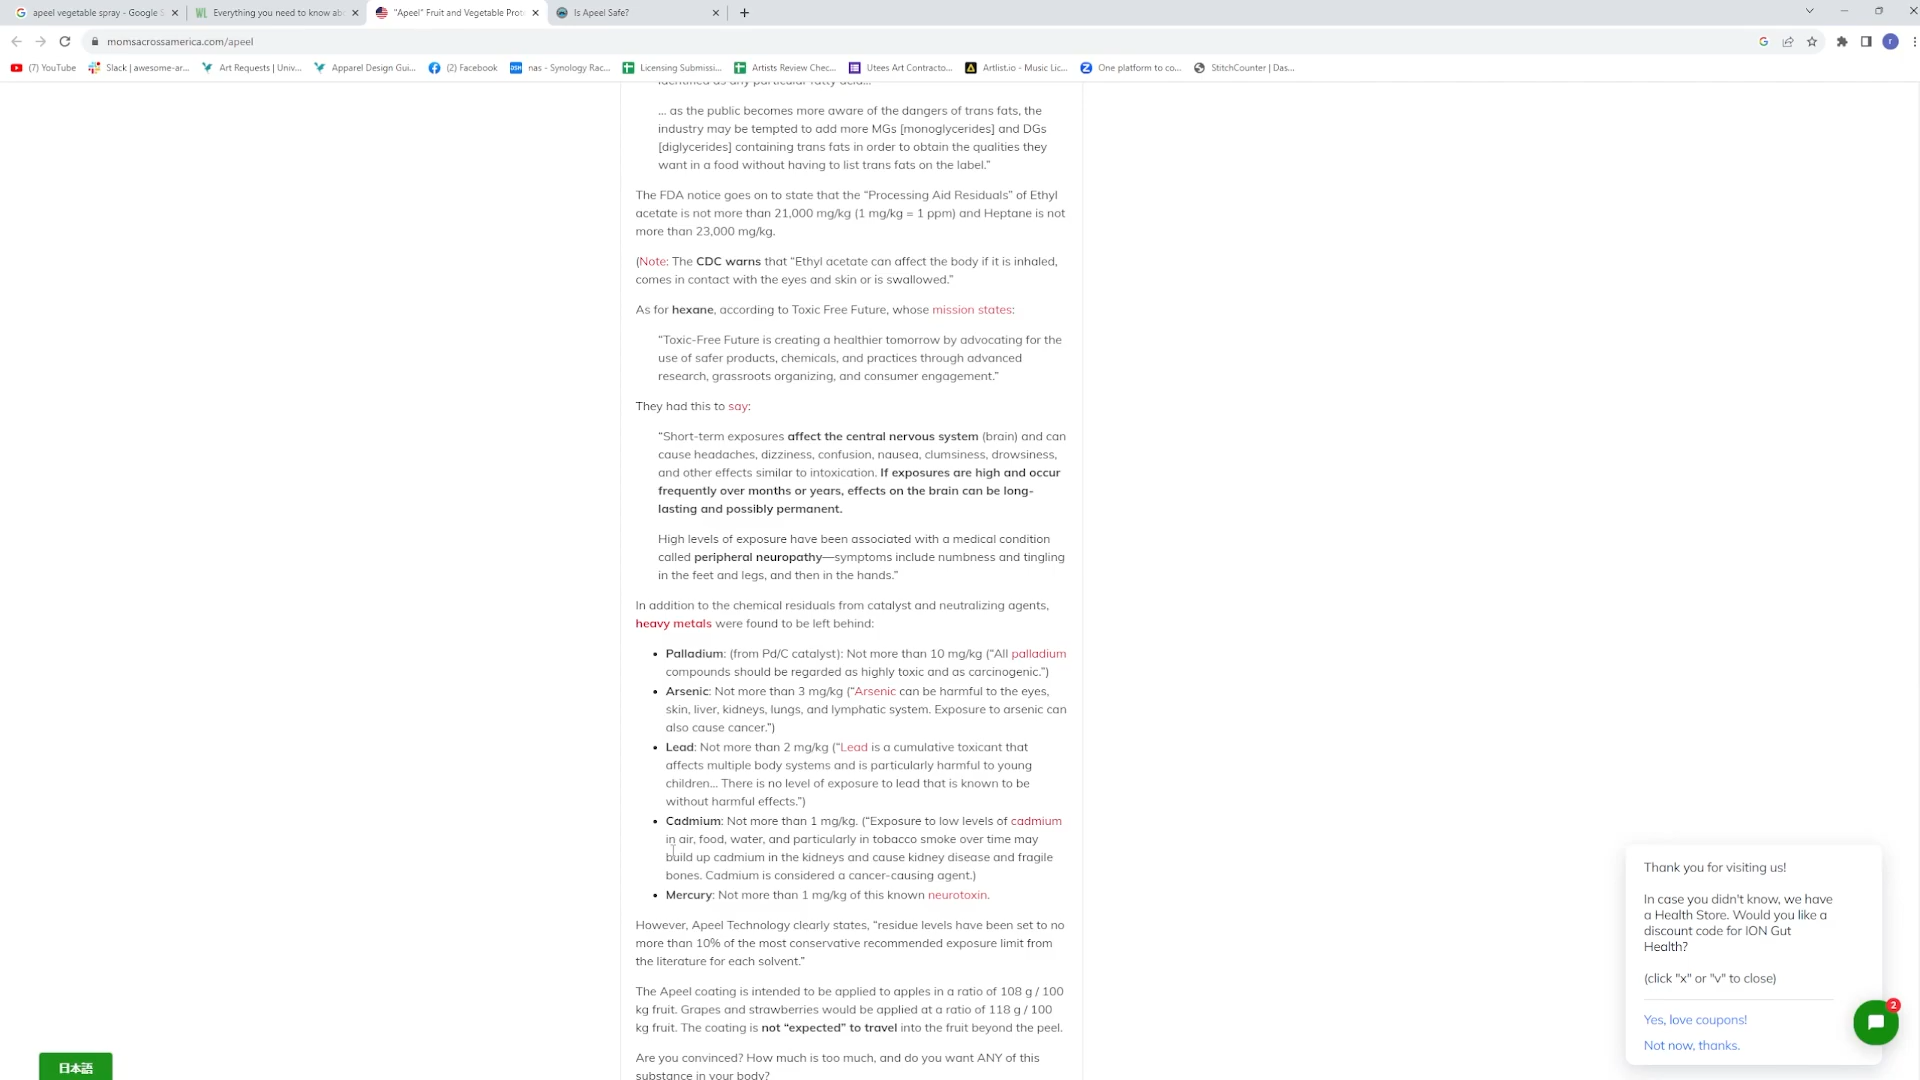 apeel vegetable spray - Google S
Everything you need to know abo
"Apeel" Fruit and Vegetable Prote
Is Apeel Safe?
momsacrossamerica.com/apeel
(7) YouTube
Slack | awesome-ar...
Art Requests | Univ...
Apparel Design Gui...
(2) Facebook
nas - Synology Rac...
Licensing Submissi...
Artists Review Chec...
Utees Art Contracto...
Artlist.io - Music Lic...
One platform to co...
StitchCounter | Das...
identified as any particular fatty acid...
... as the public becomes more aware of the dangers of trans fats, the
industry may be tempted to add more MGs [monoglycerides] and DGs
[diglycerides] containing trans fats in order to obtain the qualities they
want in a food without having to list trans fats on the label.”
The FDA notice goes on to state that the “Processing Aid Residuals” of Ethyl
acetate is not more than 21,000 mg/kg (1 mg/kg = 1 ppm) and Heptane is not
more than 23,000 mg/kg.
(Note: The CDC warns that “Ethyl acetate can affect the body if it is inhaled,
comes in contact with the eyes and skin or is swallowed.”
As for hexane, according to Toxic Free Future, whose mission states:
“Toxic-Free Future is creating a healthier tomorrow by advocating for the
use of safer products, chemicals, and practices through advanced
research, grassroots organizing, and consumer engagement.”
They had this to say:
“Short-term exposures affect the central nervous system (brain) and can
cause headaches, dizziness, confusion, nausea, clumsiness, drowsiness,
and other effects similar to intoxication. If exposures are high and occur
frequently over months or years, effects on the brain can be long-
lasting and possibly permanent.
High levels of exposure have been associated with a medical condition
called peripheral neuropathy—symptoms include numbness and tingling
in the feet and legs, and then in the hands.”
In addition to the chemical residuals from catalyst and neutralizing agents,
heavy metals were found to be left behind:
• Palladium: (from Pd/C catalyst): Not more than 10 mg/kg (“All palladium
compounds should be regarded as highly toxic and as carcinogenic.”)
• Arsenic: Not more than 3 mg/kg (“Arsenic can be harmful to the eyes,
skin, liver, kidneys, lungs, and lymphatic system. Exposure to arsenic can
also cause cancer.”)
• Lead: Not more than 2 mg/kg (“Lead is a cumulative toxicant that
affects multiple body systems and is particularly harmful to young
children... There is no level of exposure to lead that is known to be
without harmful effects.”)
• Cadmium: Not more than 1 mg/kg. (“Exposure to low levels of cadmium
in air, food, water, and particularly in tobacco smoke over time may
build up cadmium in the kidneys and cause kidney disease and fragile
bones. Cadmium is considered a cancer-causing agent.)
• Mercury: Not more than 1 mg/kg of this known neurotoxin.
However, Apeel Technology clearly states, “residue levels have been set to no
more than 10% of the most conservative recommended exposure limit from
the literature for each solvent.”
The Apeel coating is intended to be applied to apples in a ratio of 108 g / 100
kg fruit. Grapes and strawberries would be applied at a ratio of 118 g / 100
kg fruit. The coating is not “expected” to travel into the fruit beyond the peel.
Are you convinced? How much is too much, and do you want ANY of this
substance in your body?
Thank you for visiting us!
In case you didn't know, we have
a Health Store. Would you like a
discount code for ION Gut
Health?
(click "x" or "v" to close)
Yes, love coupons!
Not now, thanks.
2
日本語